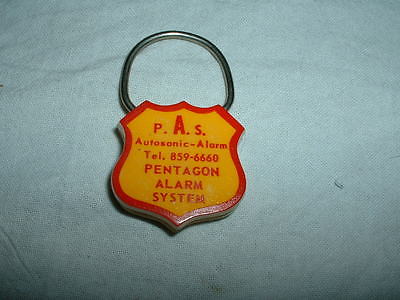 P. A. S.
Autosonic-Alarm
Tel. 859-6660
PENTAGON
ALARM
SYSTEM